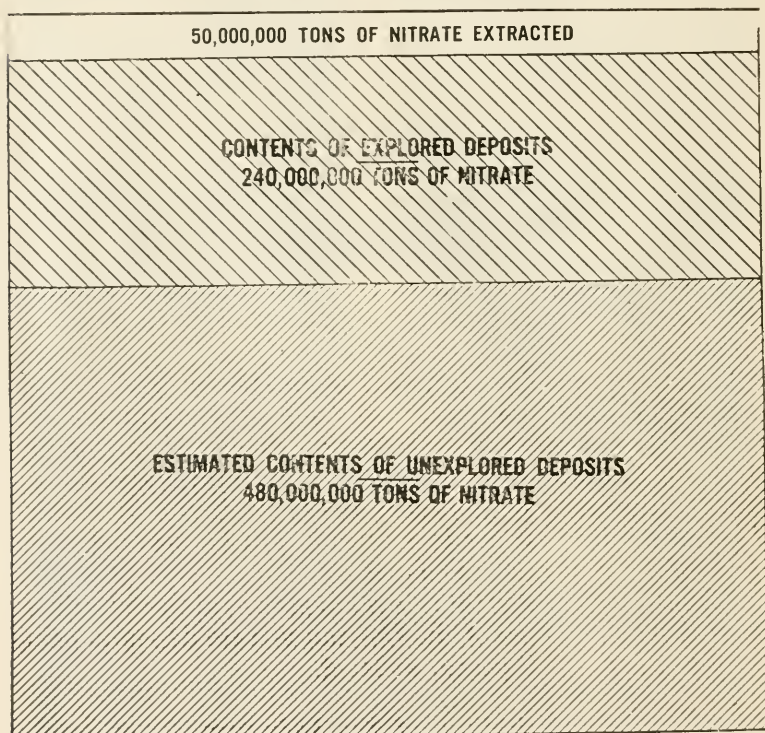 50,000,000 TONS OF NITRATE EXTRACTED
CONTENTS OF EXPLORED DEPOSITS
240,000,000 TONS OF NITRATE
ESTIMATED CONTENTS OF UNEXPLORED DEPOSITS
480,000,000 TONS OF NITRATE